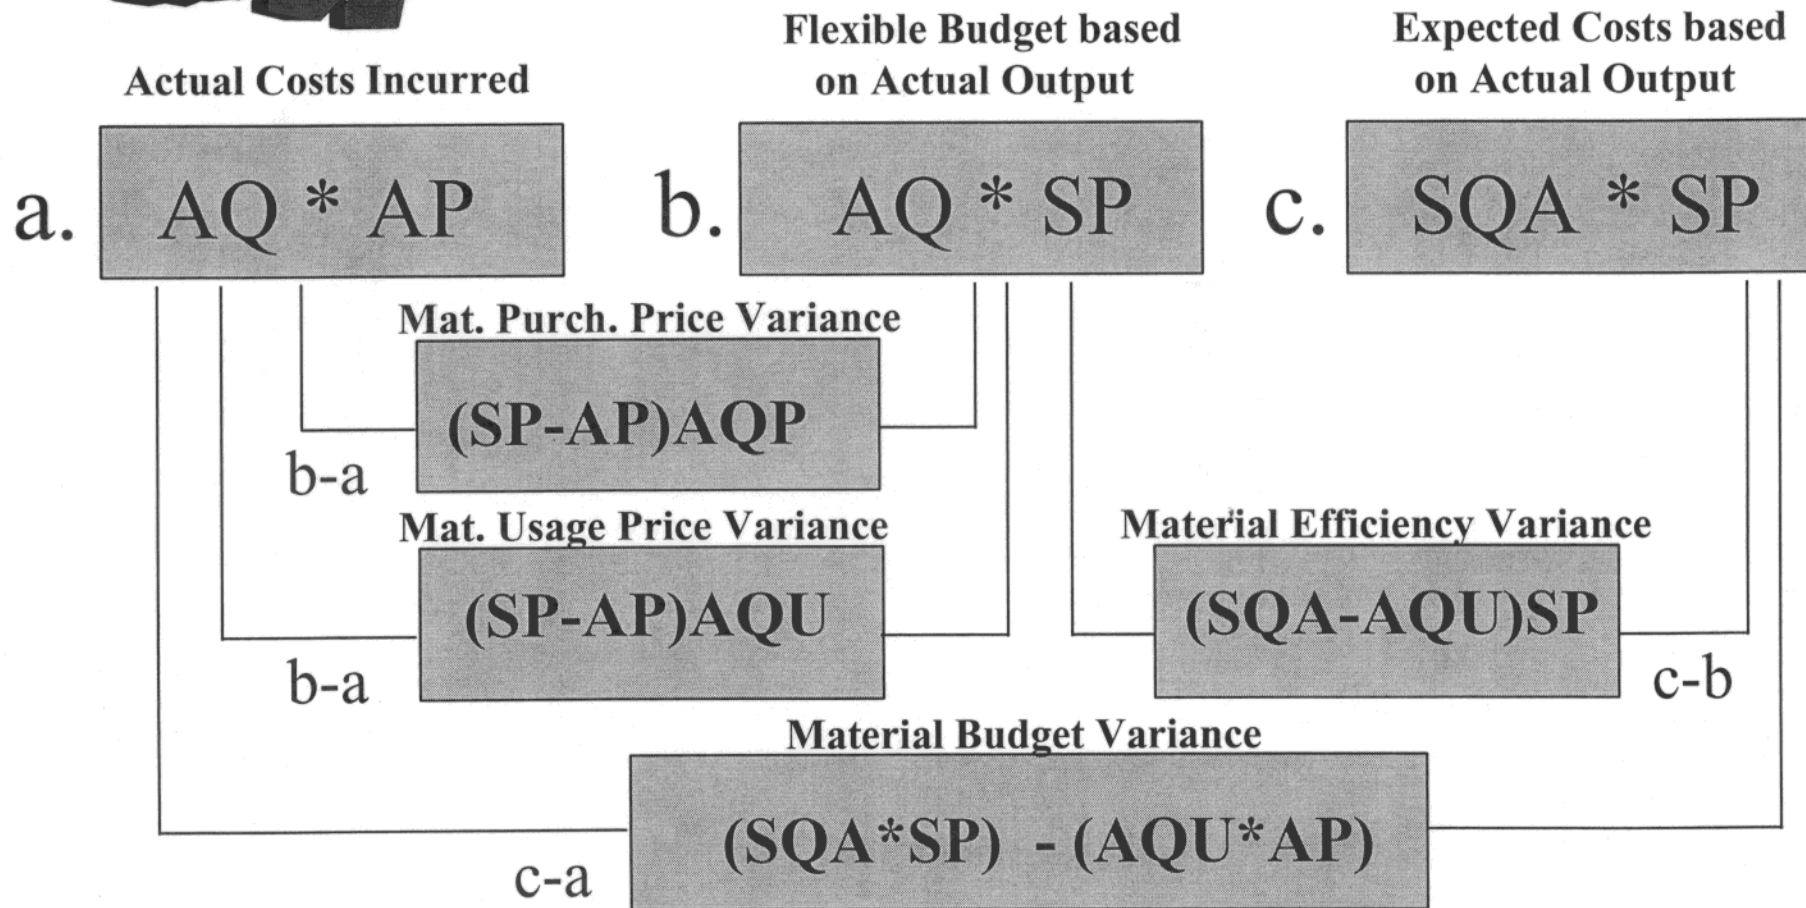 Actual Costs Incurred
Flexible Budget based
on Actual Output
Expected Costs based
on Actual Output
a.
AQ * AP
b.
AQ * SP
c.
SQA * SP
Mat. Purch. Price Variance
(SP-AP)AQP
b-a
Mat. Usage Price Variance
(SP-AP)AQU
b-a
Material Efficiency Variance
(SQA-AQU)SP
c-b
Material Budget Variance
(SQA*SP) - (AQU*AP)
c-a